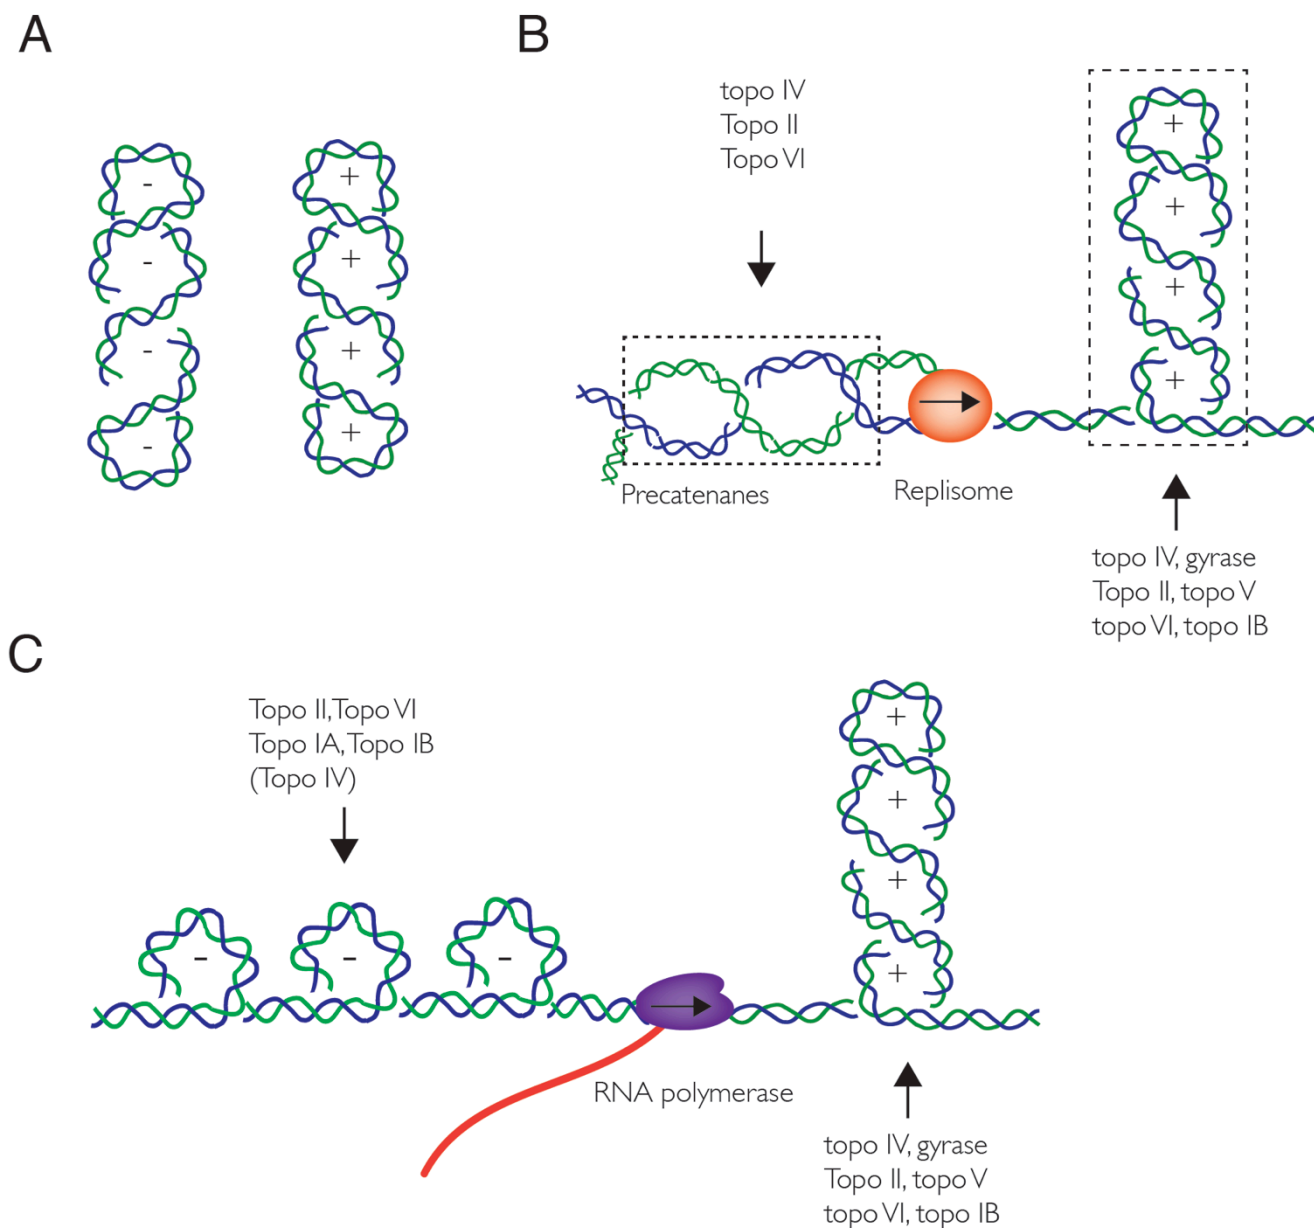 A
-
-
-
-
+
+
+
+
B
topo IV
Topo II
Topo VI
Precatenanes
Replisome
+
+
+
+
topo IV, gyrase
Topo II, topo V
topo VI, topo IB
C
Topo II, Topo VI
Topo IA, Topo IB
(Topo IV)
-
-
-
RNA polymerase
+
+
+
+
topo IV, gyrase
Topo II, topo V
topo VI, topo IB